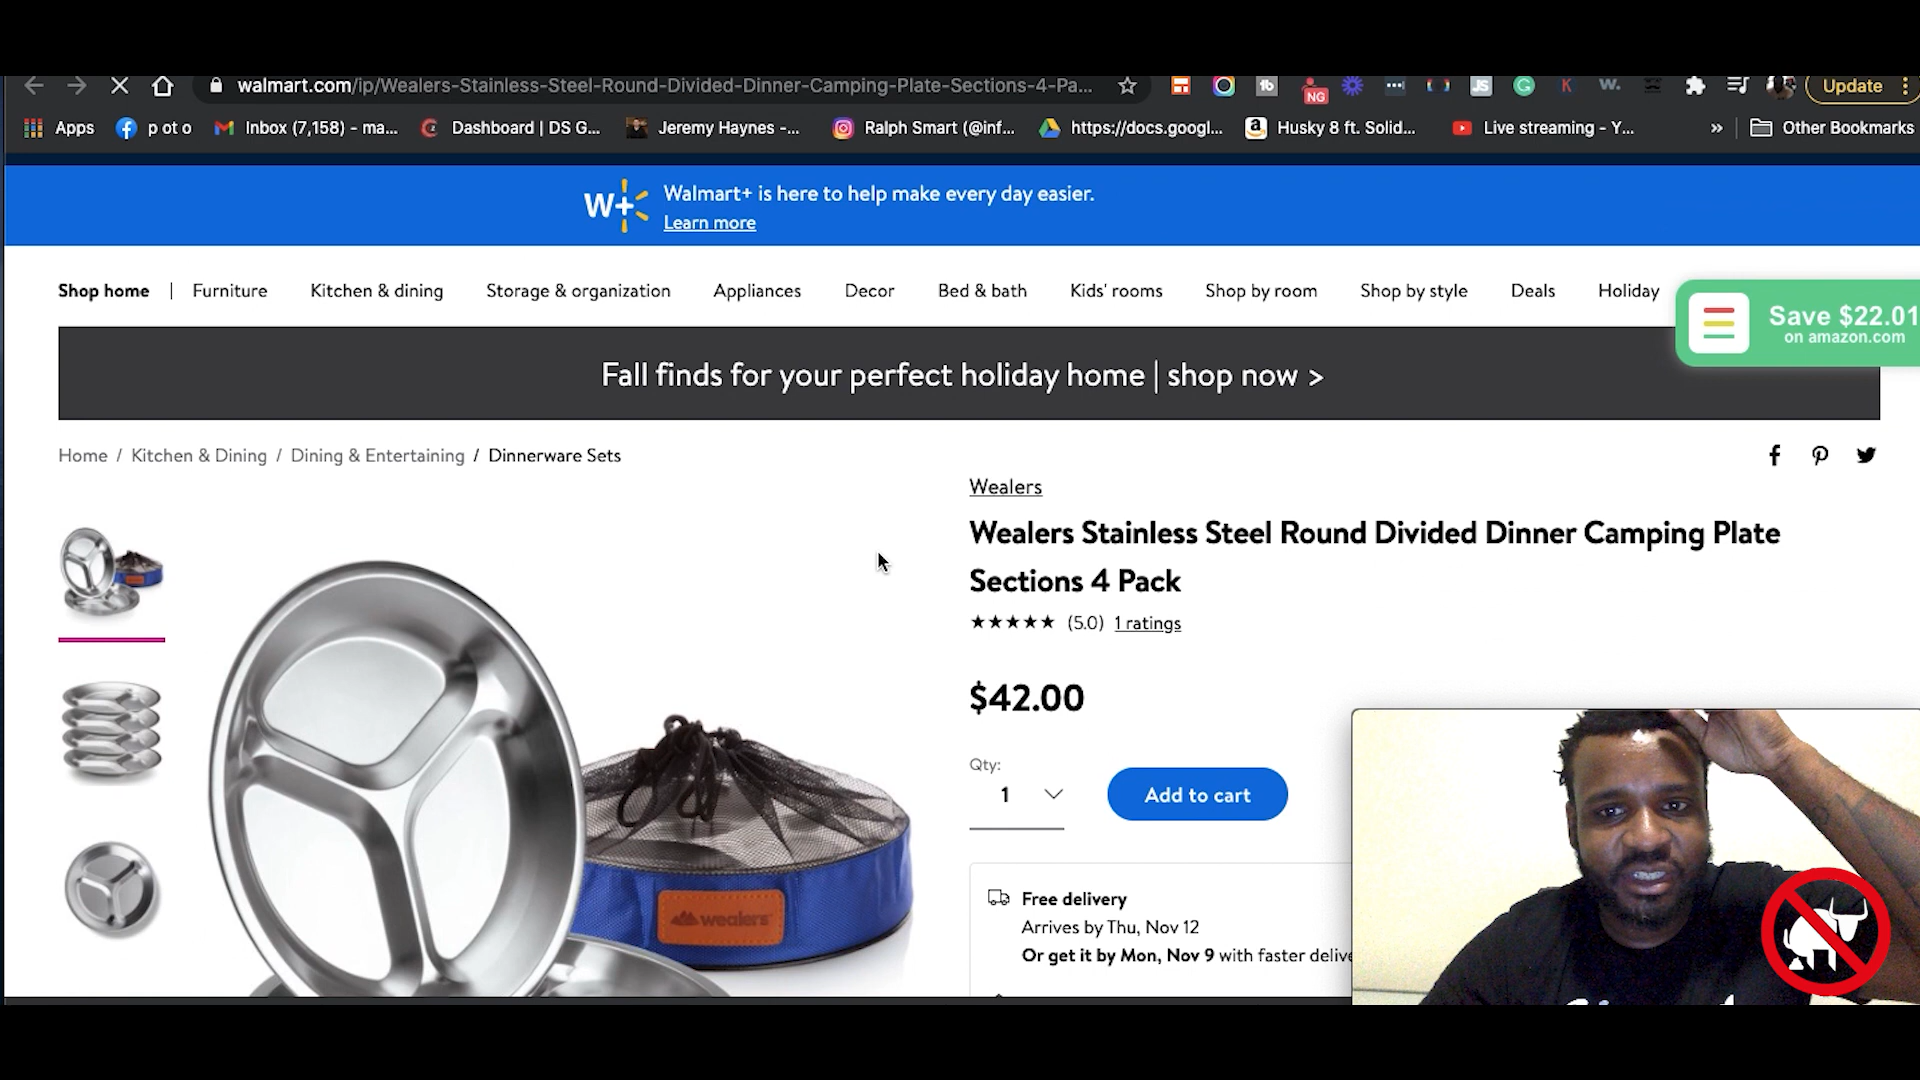 walmart.com/ip/Wealers-Stainless-Steel-Round-Divided-Dinner-Camping-Plate-Sections-4-Pa...
NG
Update
Apps
p ot o
Inbox (7,158) - ma...
Dashboard | DS G...
Jeremy Haynes -...
Ralph Smart (@inf...
https://docs.googl...
Husky 8 ft. Solid...
Live streaming - Y...
»
Other Bookmarks
W+
Walmart+ is here to help make every day easier.
Learn more
Shop home | Furniture Kitchen & dining Storage & organization Appliances Decor Bed & bath Kids' rooms Shop by room Shop by style Deals Holiday
Save $22.01
on amazon.com
Fall finds for your perfect holiday home | shop now >
Home / Kitchen & Dining / Dining & Entertaining / Dinnerware Sets
Wealers
Wealers Stainless Steel Round Divided Dinner Camping Plate
Sections 4 Pack
(5.0) 1 ratings
$42.00
Qty:
1
Add to cart
wealers
Free delivery
Arrives by Thu, Nov 12
Or get it by Mon, Nov 9 with faster delive